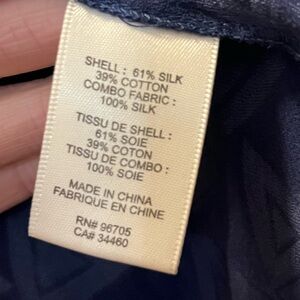 SHELL : 61% SILK
39% COTTON
COMBO FABRIC :
100% SILK
TISSU DE SHELL :
61% SOIE
39% COTON
TISSU DE COMBO :
100% SOIE
MADE IN CHINA
FABRIQUE EN CHINE
RN# 96705
CA# 34460